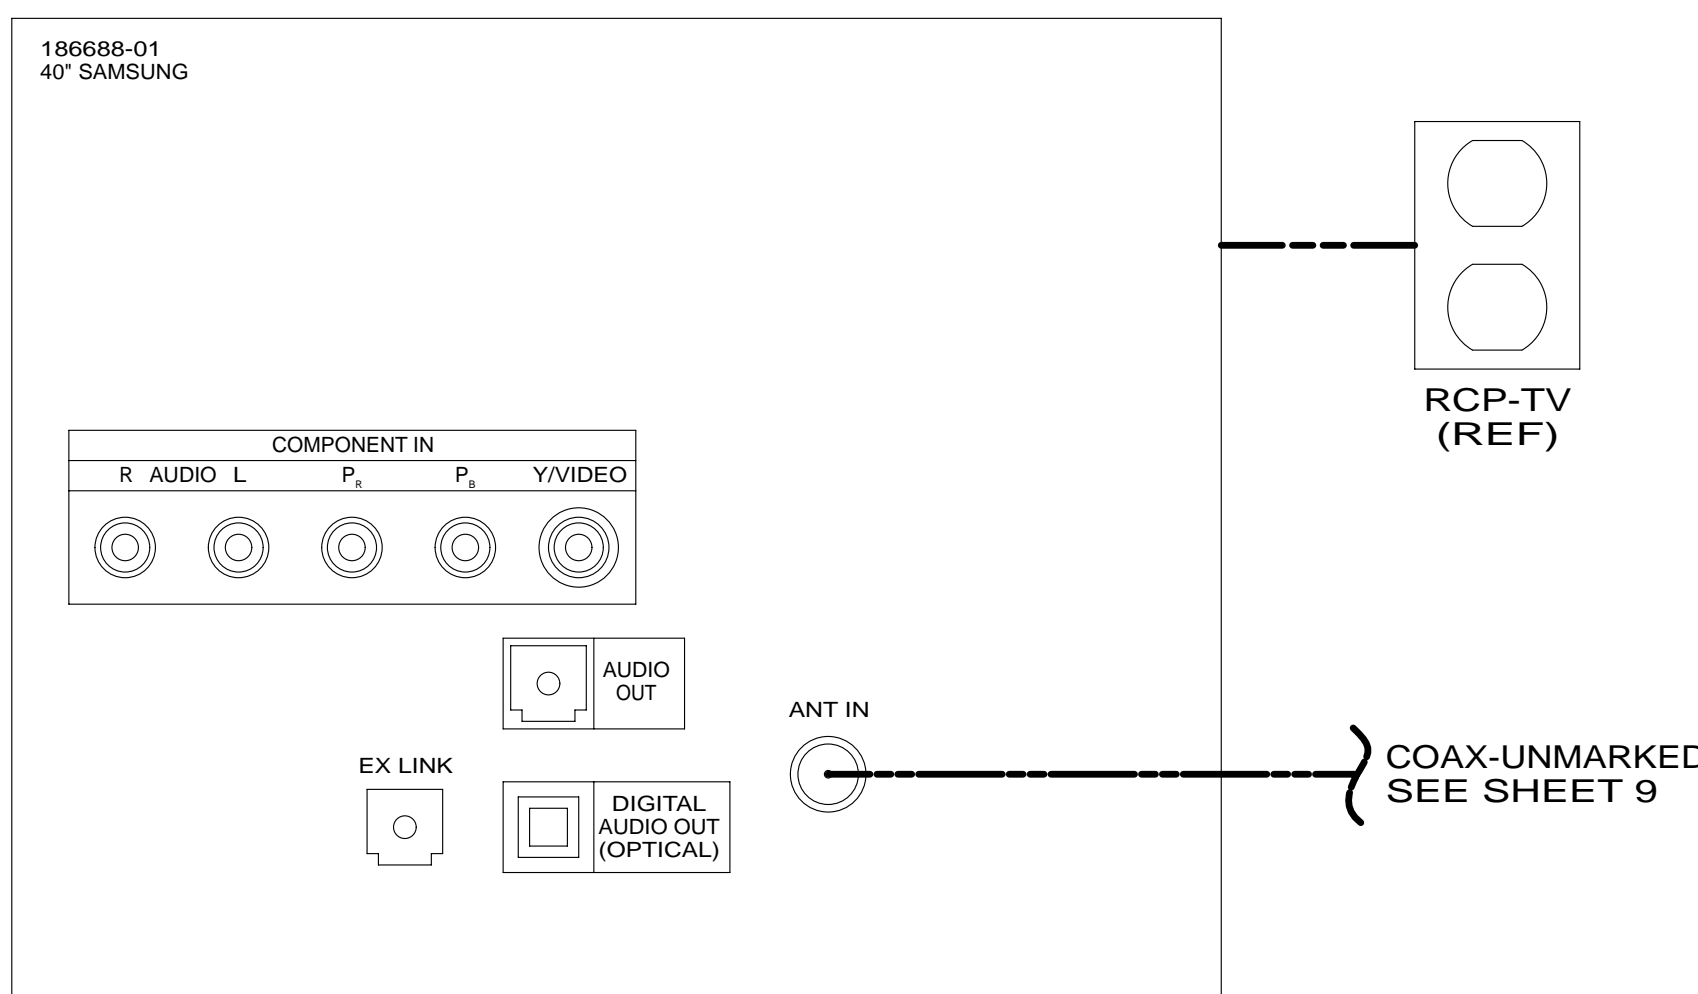 186688-01
40" SAMSUNG
RCP-TV
(REF)
COMPONENT IN
R AUDIO L PR PB Y/VIDEO
AUDIO
OUT
ANT IN
COAX-UNMARKED
SEE SHEET 9
EX LINK
DIGITAL
AUDIO OUT
(OPTICAL)